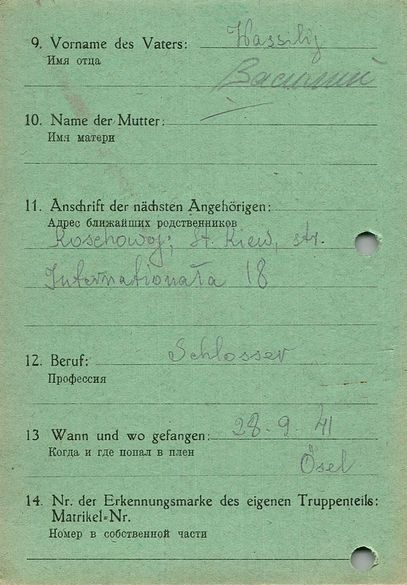 9. Vorname des Vaters: Wassilij
Имя отца
Василий
10. Name der Mutter:
Имя матери
11. Anschrift der nächsten Angehörigen:
Адрес ближайших родственников
Koschowoj; st. Kiew, str.
Internationata 18
12. Beruf: Schlosser
Профессия
13 Wann und wo gefangen: 28. 9. 41
Когда и где попал в плен
Ösel
14. Nr. der Erkennungsmarke des eigenen Truppenteils:
Matrikel-Nr.
Номер в собственной части